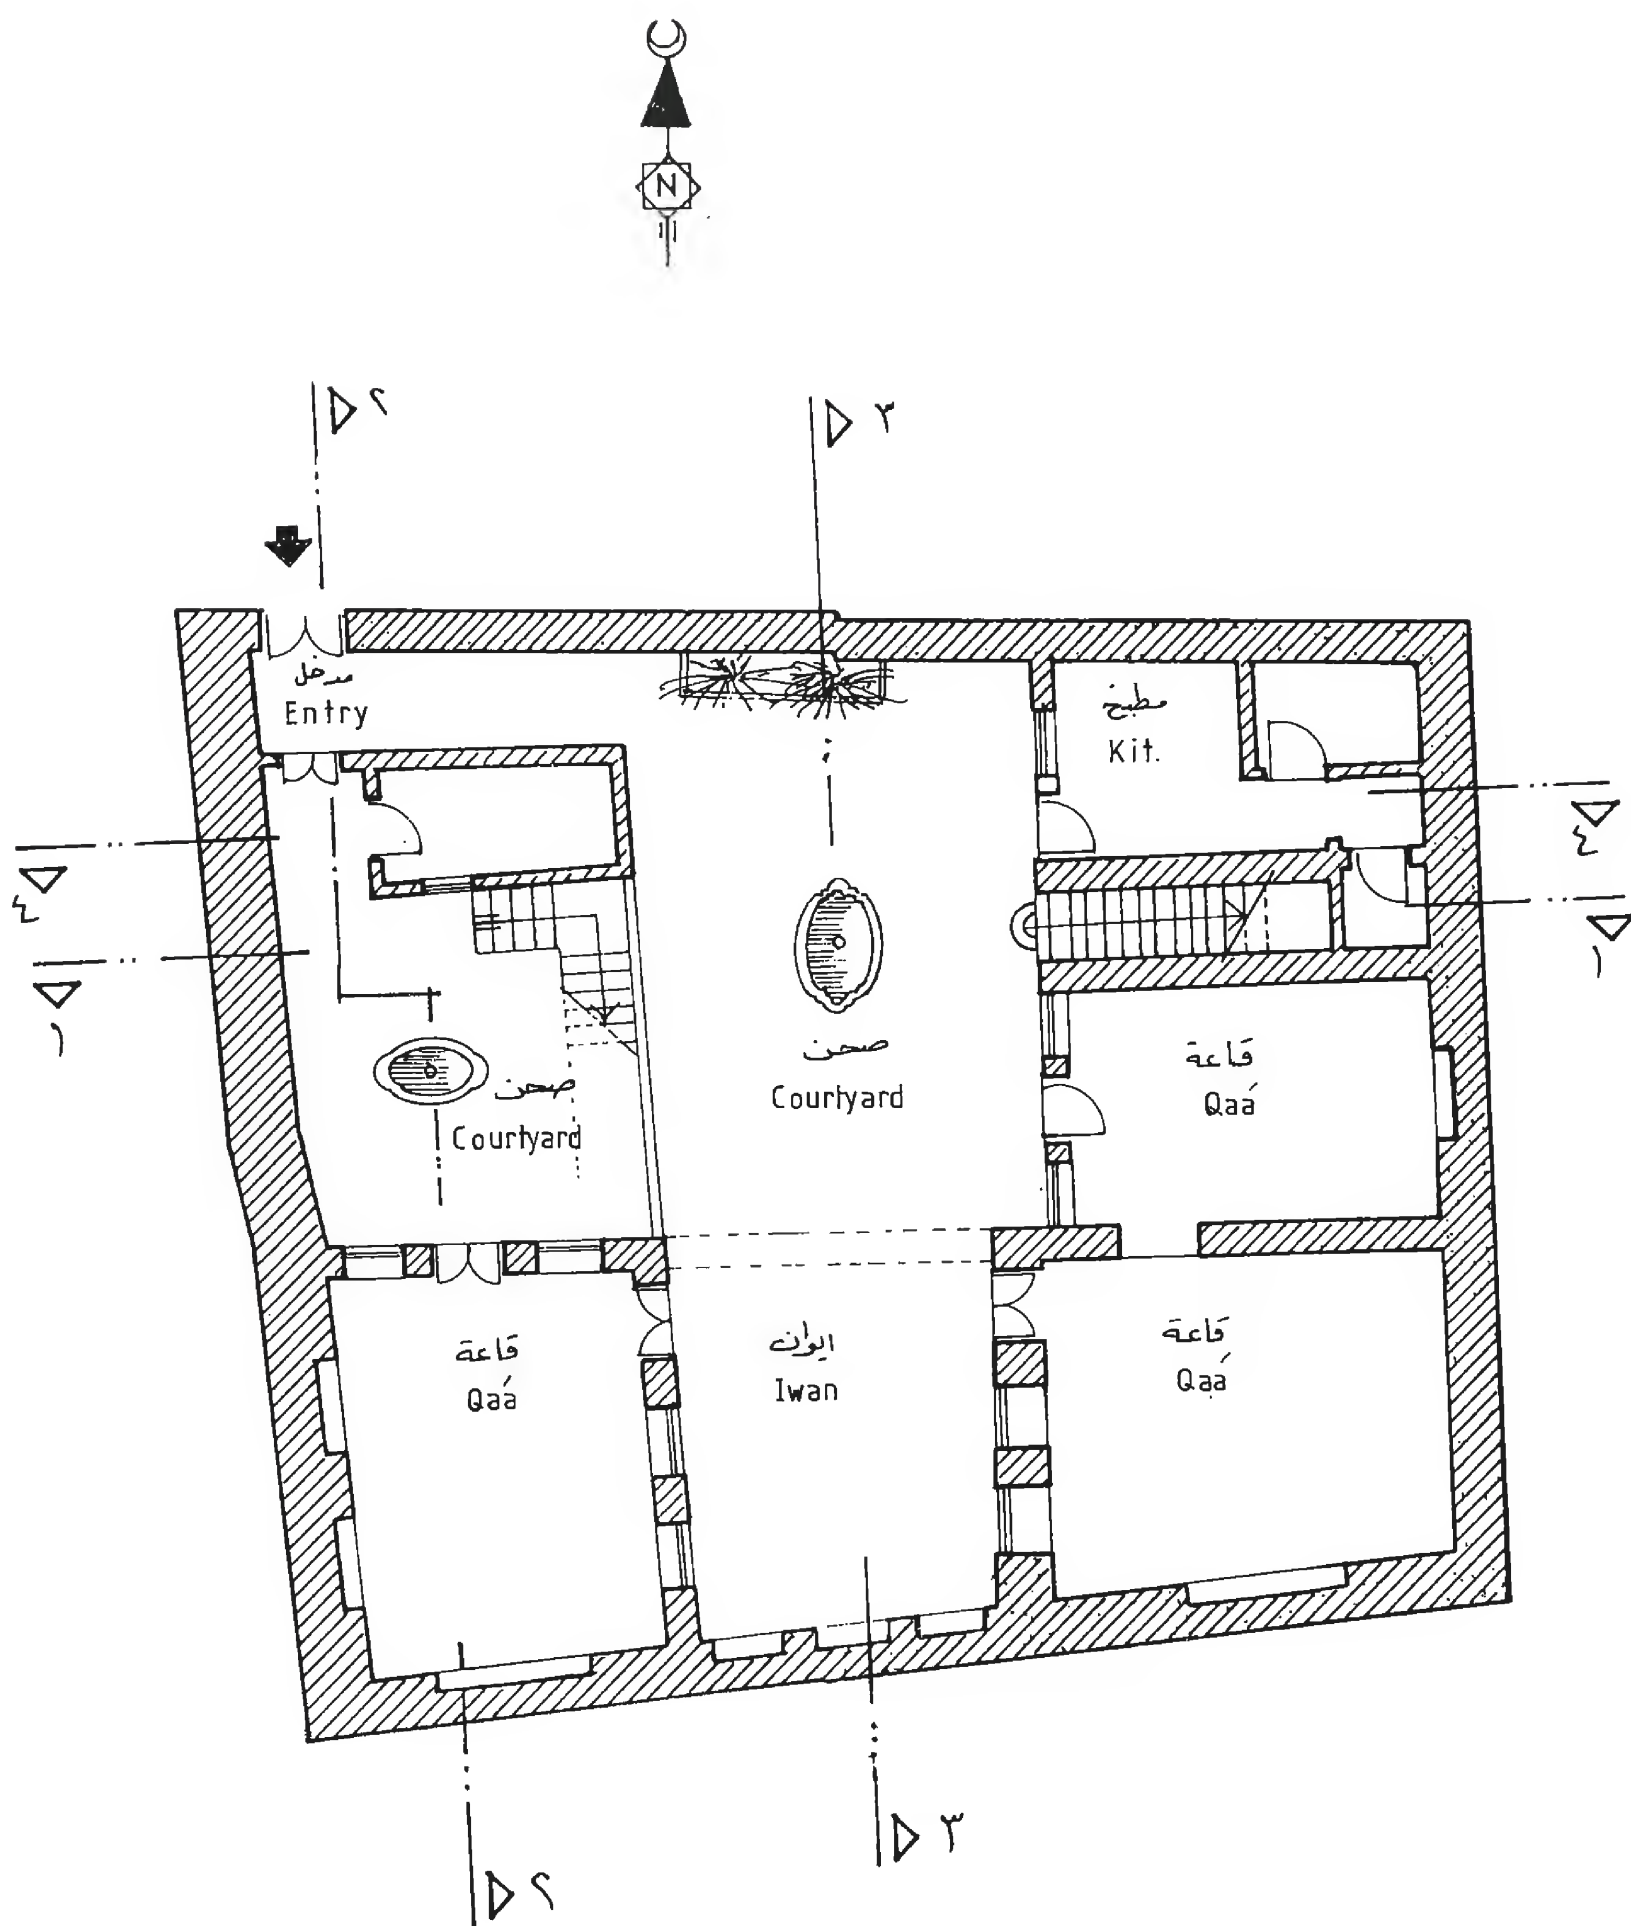 N
٢
٣
مدخل
Entry
مطبخ
Kit.
٤
٤
١
١
صحن
Courtyard
صحن
Courtyard
قاعة
Qaá
قاعة
Qaá
ايوان
Iwan
قاعة
Qaá
٣
٢